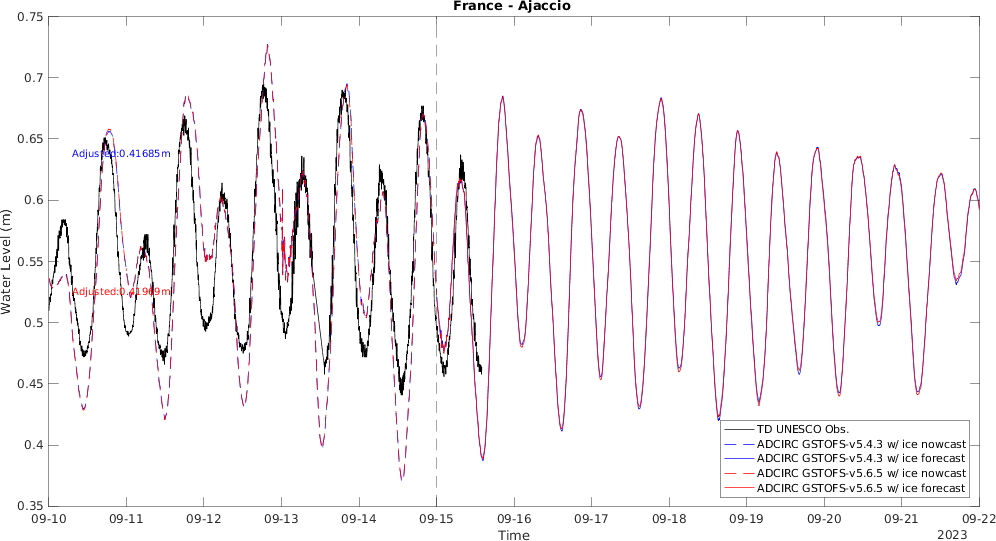 France - Ajaccio
0.75
0.7
0.65
0.6
0.55
0.5
0.45
0.4
0.35
Water Level (m)
Adjusted:0.41685m
Adjusted:0.41969m
TD UNESCO Obs.
ADCIRC GSTOFS-v5.4.3 w/ ice nowcast
ADCIRC GSTOFS-v5.4.3 w/ ice forecast
ADCIRC GSTOFS-v5.6.5 w/ ice nowcast
ADCIRC GSTOFS-v5.6.5 w/ ice forecast
09-10 09-11 09-12 09-13 09-14 09-15 09-16 09-17 09-18 09-19 09-20 09-21 09-22
Time
2023